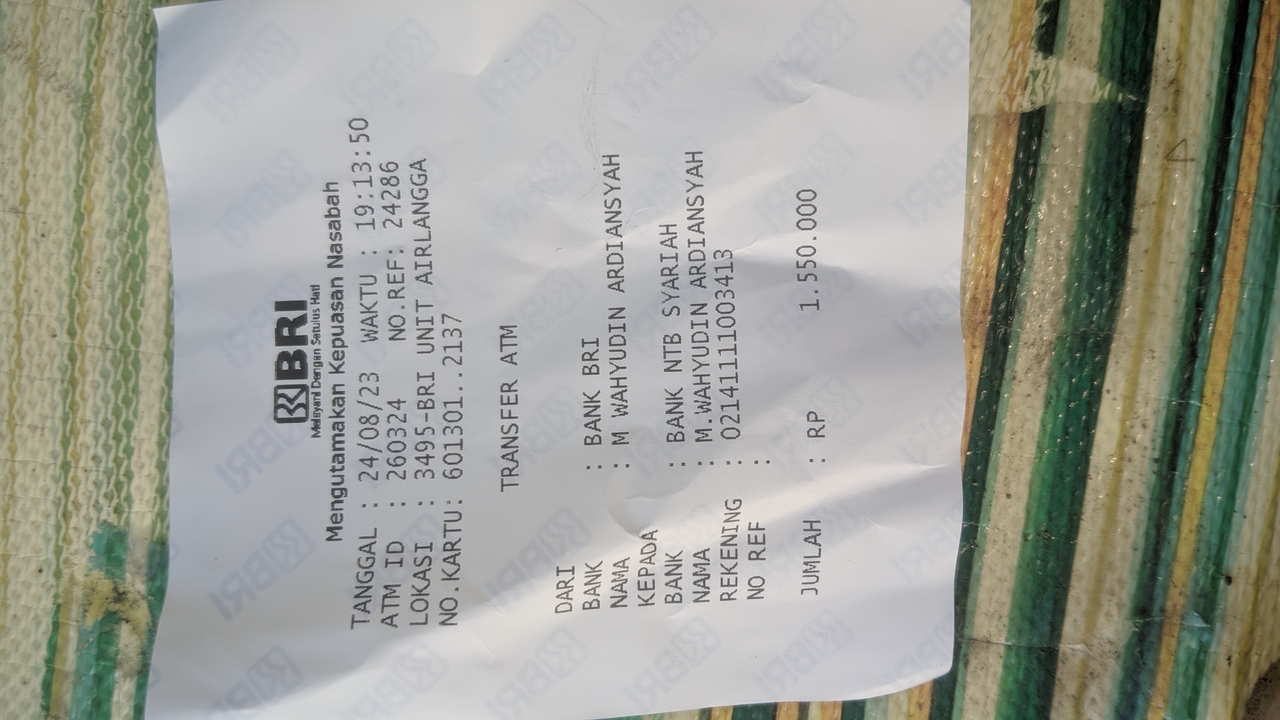 BRI
Melayani Dengan Setulus Hati
Mengutamakan Kepuasan Nasabah
TANGGAL : 24/08/23 WAKTU : 19:13:50
ATM ID : 260324 NO.REF: 24286
LOKASI : 3495-BRI UNIT AIRLANGGA
NO.KARTU: 601301..2137
TRANSFER ATM
DARI
BANK : BANK BRI
NAMA : M WAHYUDIN ARDIANSYAH
KEPADA
BANK : BANK NTB SYARIAH
NAMA : M.WAHYUDIN ARDIANSYAH
REKENING : 0214111110003413
NO REF :
JUMLAH : RP 1.550.000